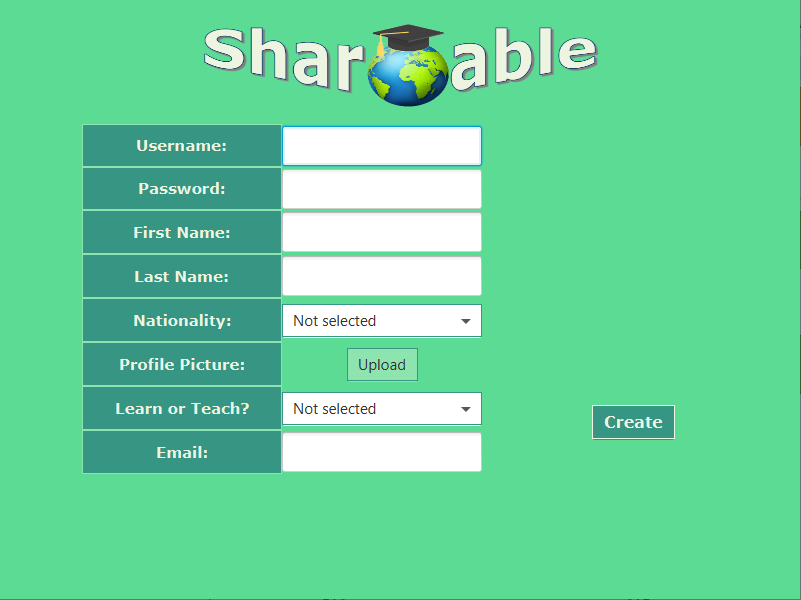 Shar able
Username:
Password:
First Name:
Last Name:
Nationality: Not selected
Profile Picture: Upload
Learn or Teach? Not selected
Create
Email: